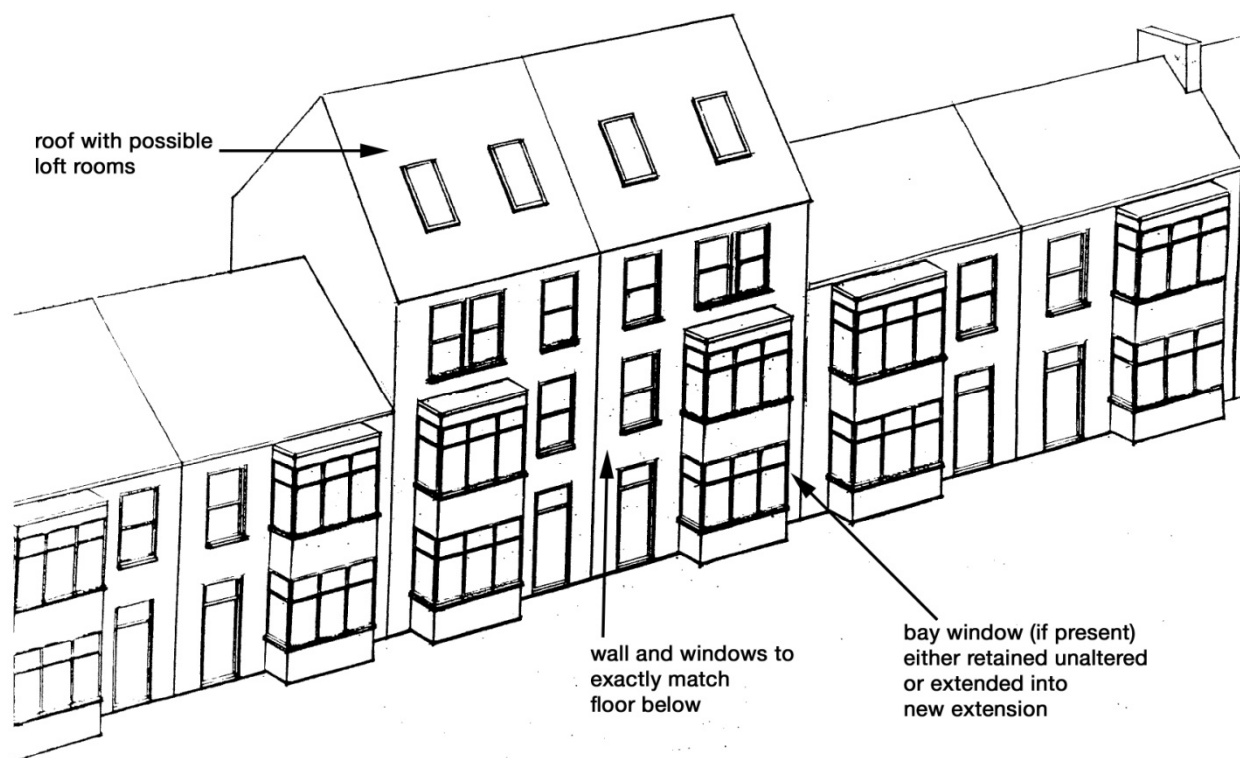 roof with possible
loft rooms
wall and windows to
exactly match
floor below
bay window (if present)
either retained unaltered
or extended into
new extension